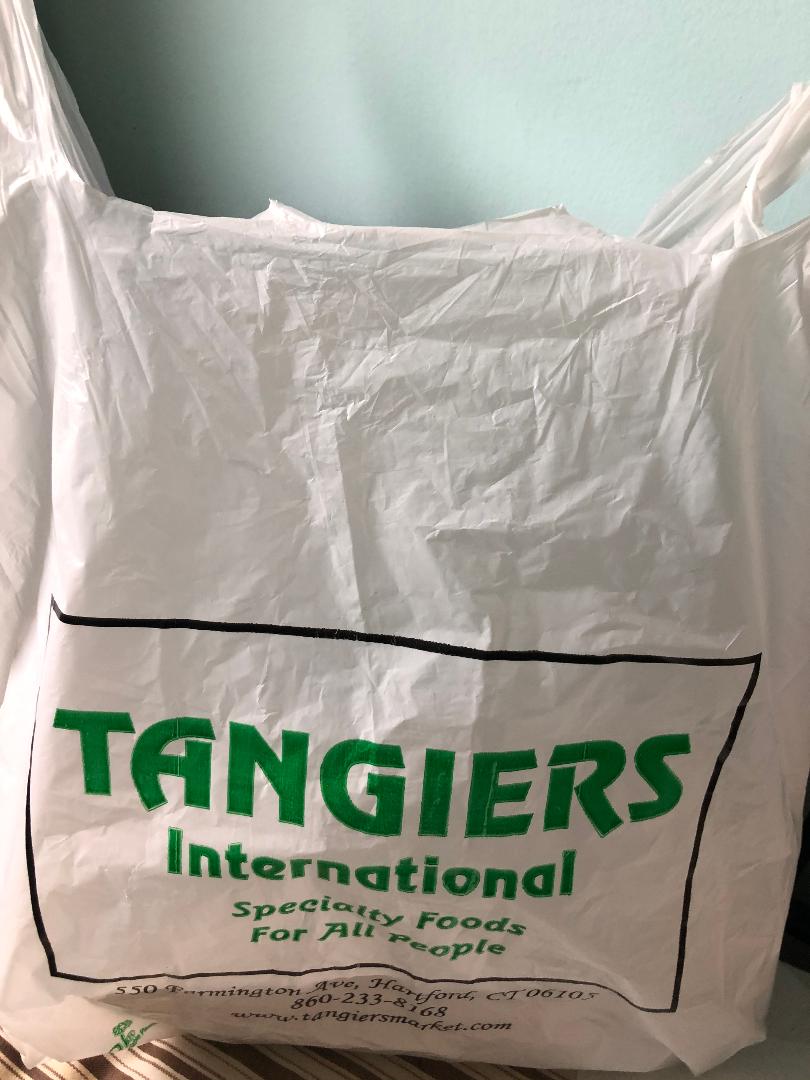 TANGIERS
International
Specialty Foods
For All People
550 Farmington Ave, Hartford, CT 06105
860-233-8168
www.tangiersmarket.com